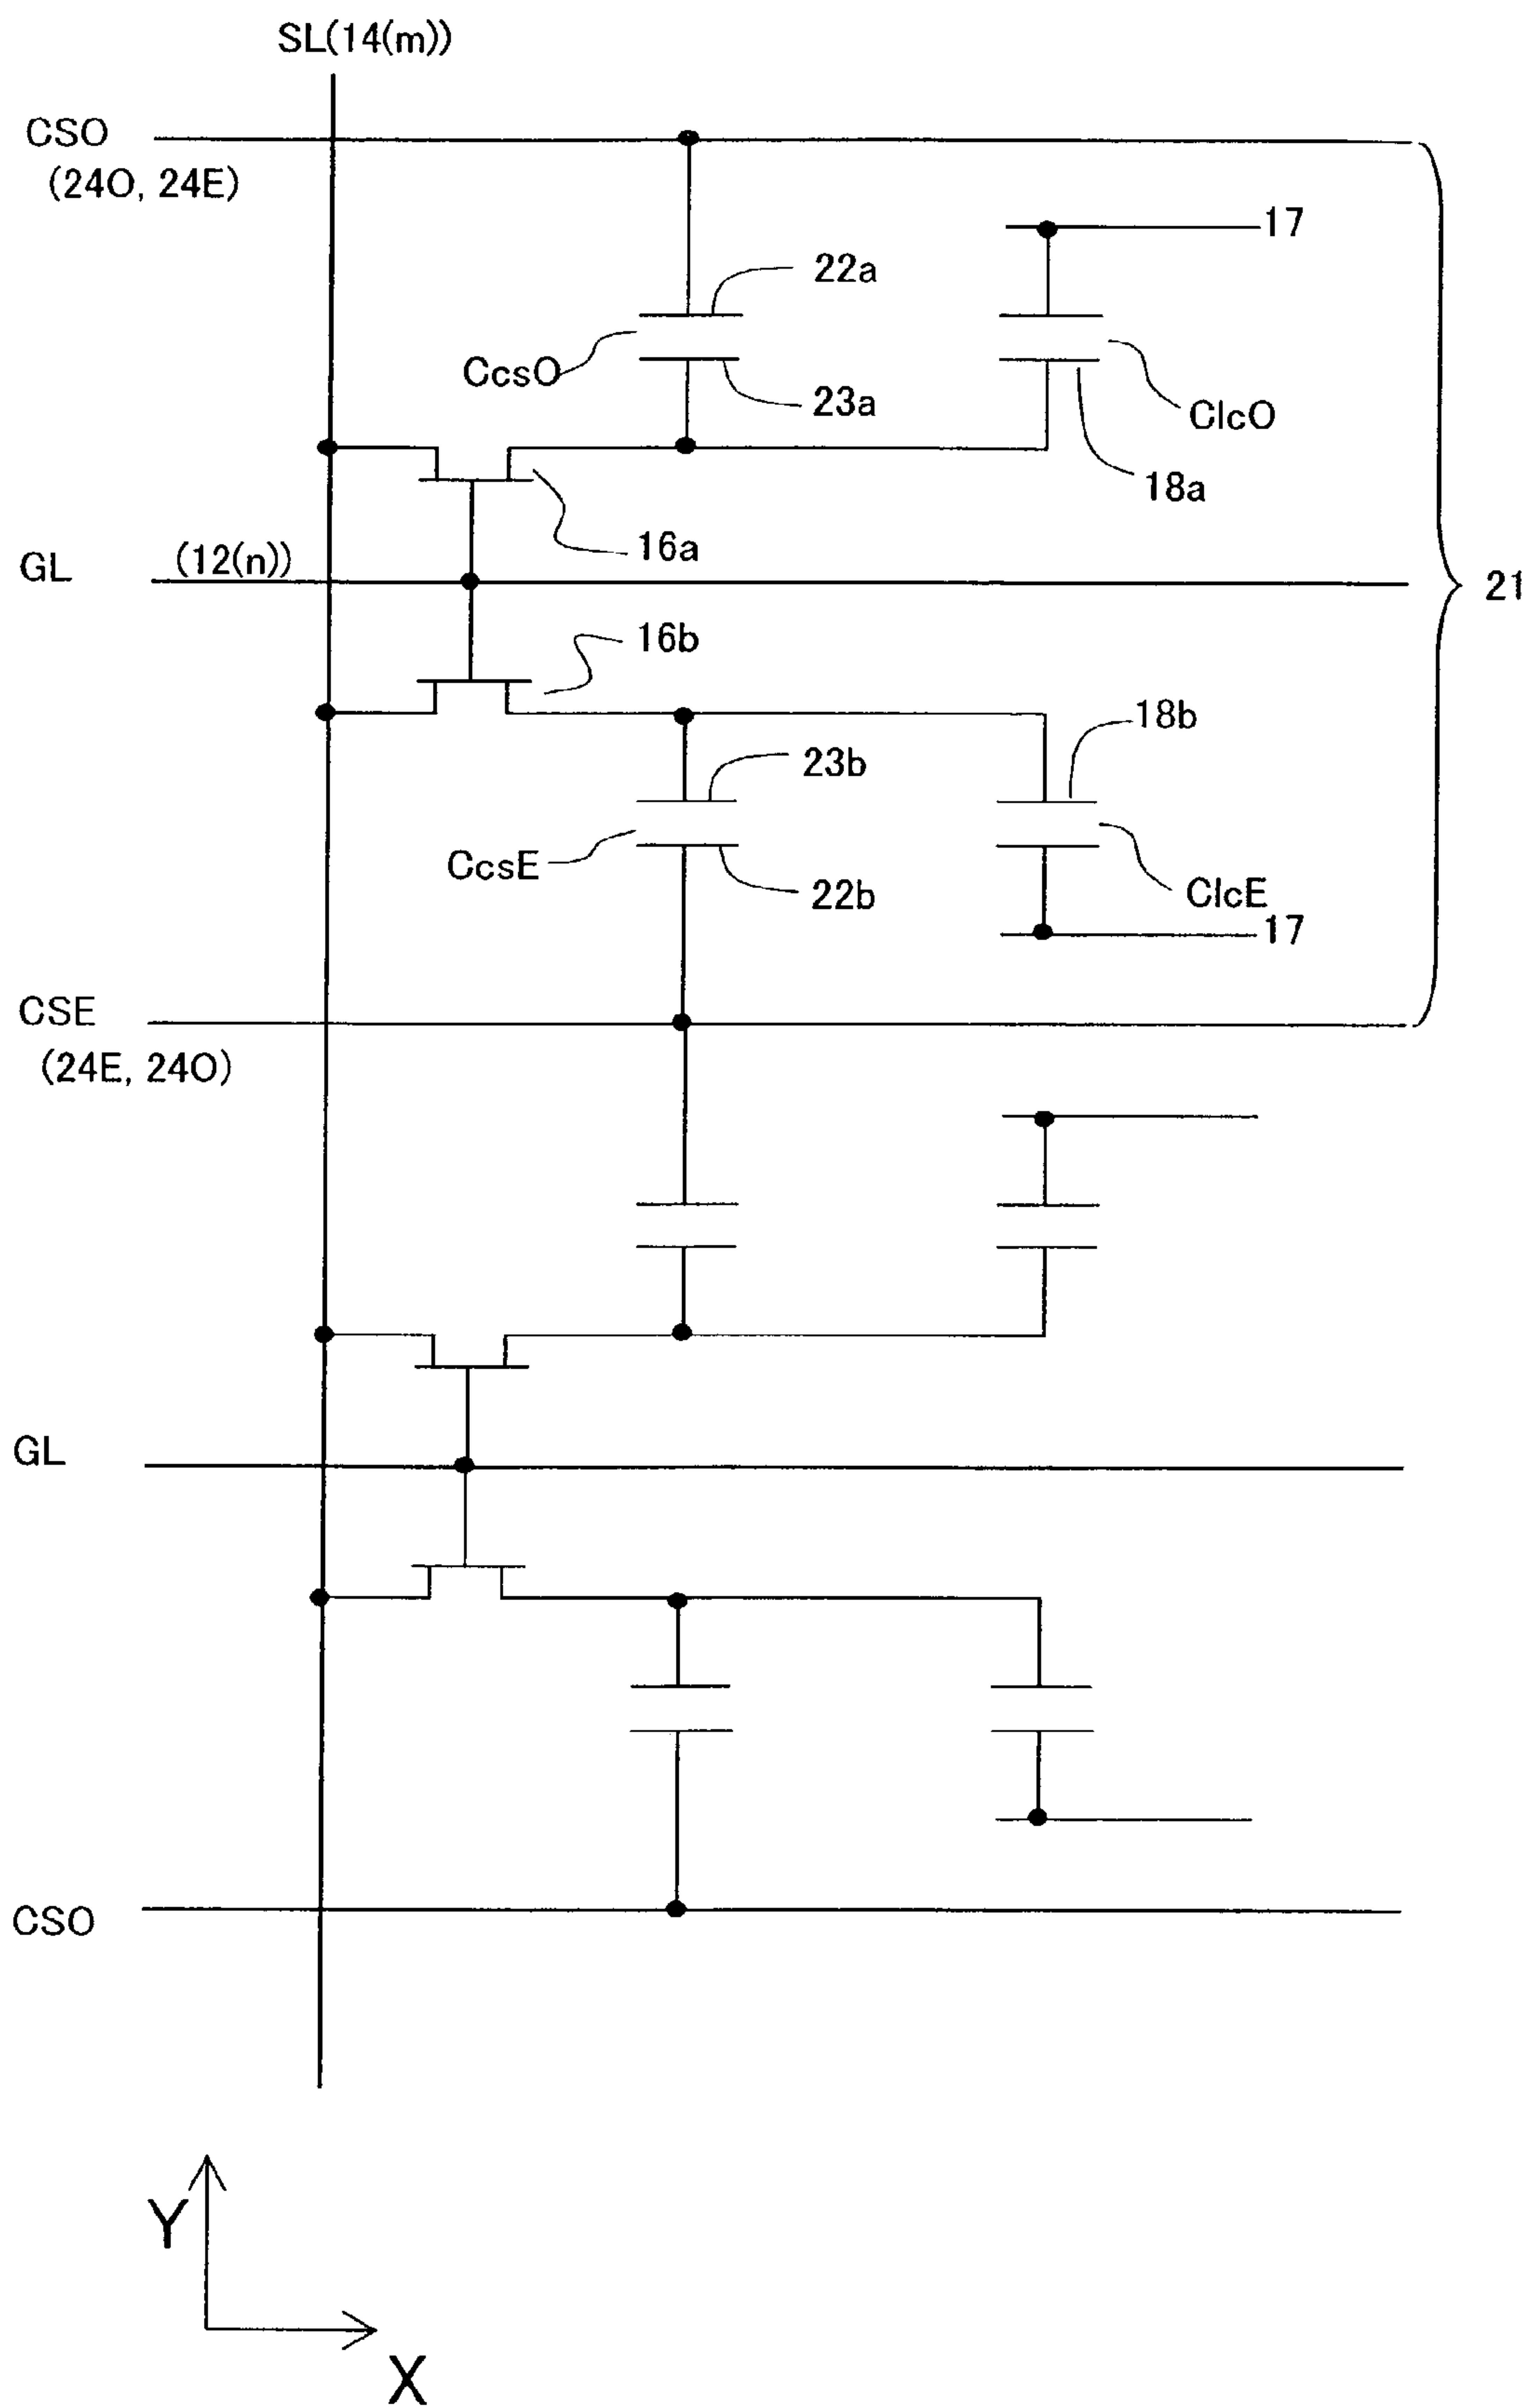 SL(14(m))
CSO
(24O, 24E)
17
22a
CcsO
23a
ClcO
18a
16a
GL
(12(n))
21
16b
18b
23b
CcsE
22b
ClcE
17
CSE
(24E, 24O)
GL
CSO
Y
X